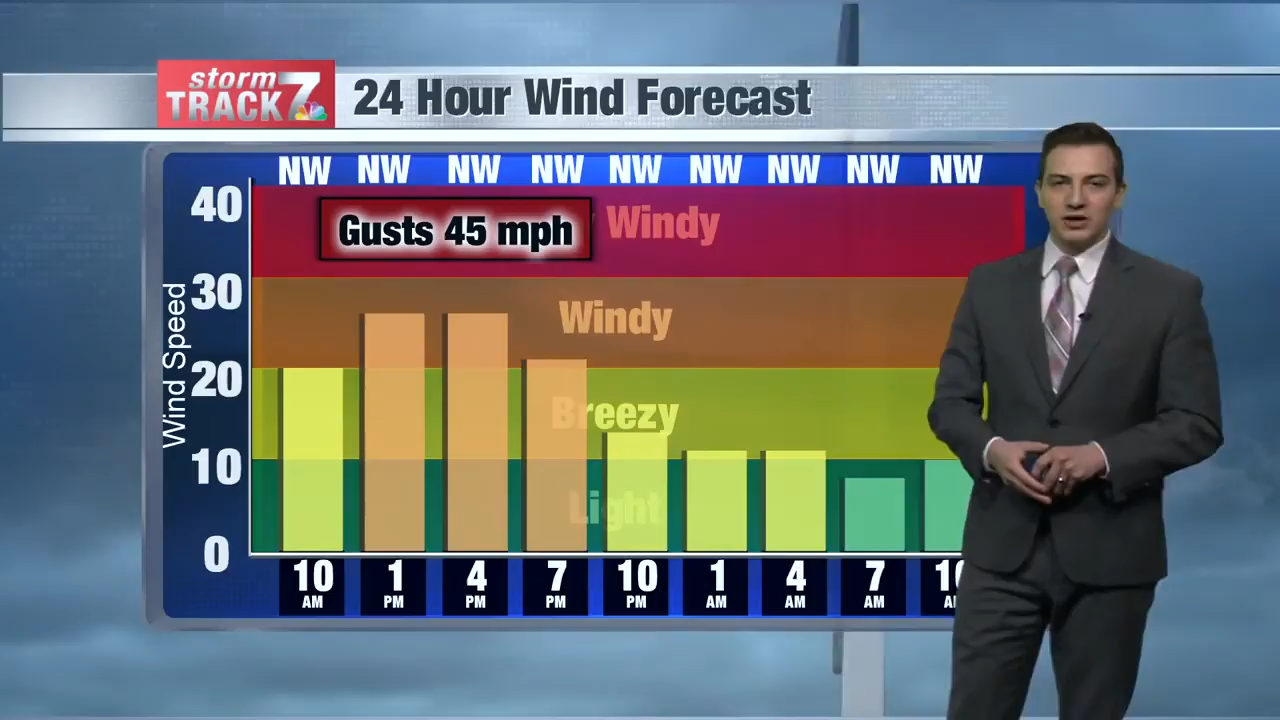 storm
TRACK 7
24 Hour Wind Forecast
NW NW NW NW NW NW NW NW NW
40
30
20
10
0
Wind Speed
Gusts 45 mph
Windy
Windy
Breezy
Light
10 1 4 7 10 1 4 7 10
AM PM PM PM PM AM AM AM